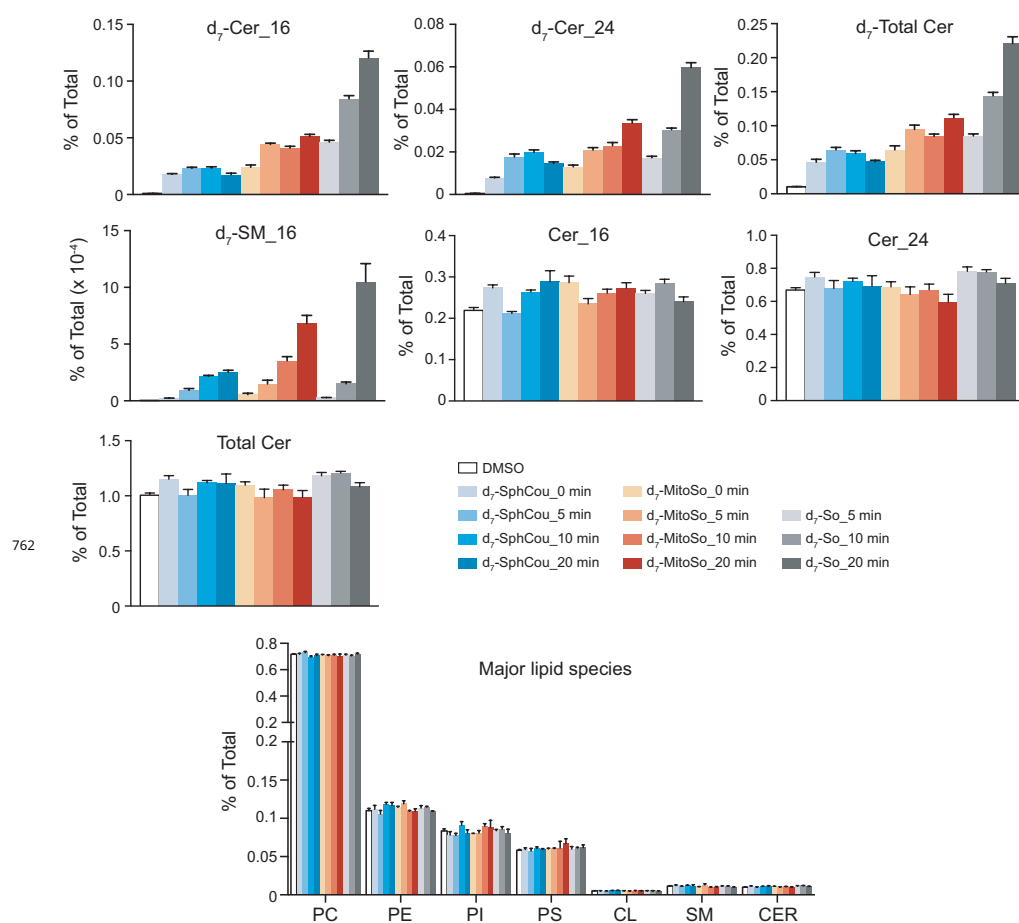 d₇-Cer_16
% of Total
0.15
0.10
0.05
0
d₇-Cer_24
% of Total
0.08
0.06
0.04
0.02
0
d₇-Total Cer
% of Total
0.25
0.20
0.15
0.10
0.05
0
d₇-SM_16
% of Total (x 10⁻⁴)
15
10
5
0
Cer_16
% of Total
0.4
0.3
0.2
0.1
0
Cer_24
% of Total
1.0
0.8
0.6
0.4
0.2
0
Total Cer
% of Total
1.5
1.0
0.5
0
DMSO
d₇-SphCou_0 min
d₇-SphCou_5 min
d₇-SphCou_10 min
d₇-SphCou_20 min
d₇-MitoSo_0 min
d₇-MitoSo_5 min
d₇-MitoSo_10 min
d₇-MitoSo_20 min
d₇-So_5 min
d₇-So_10 min
d₇-So_20 min
762
Major lipid species
% of Total
0.8
0.6
0.4
0.2
0.2
0.15
0.1
0.05
0
PC PE PI PS CL SM CER